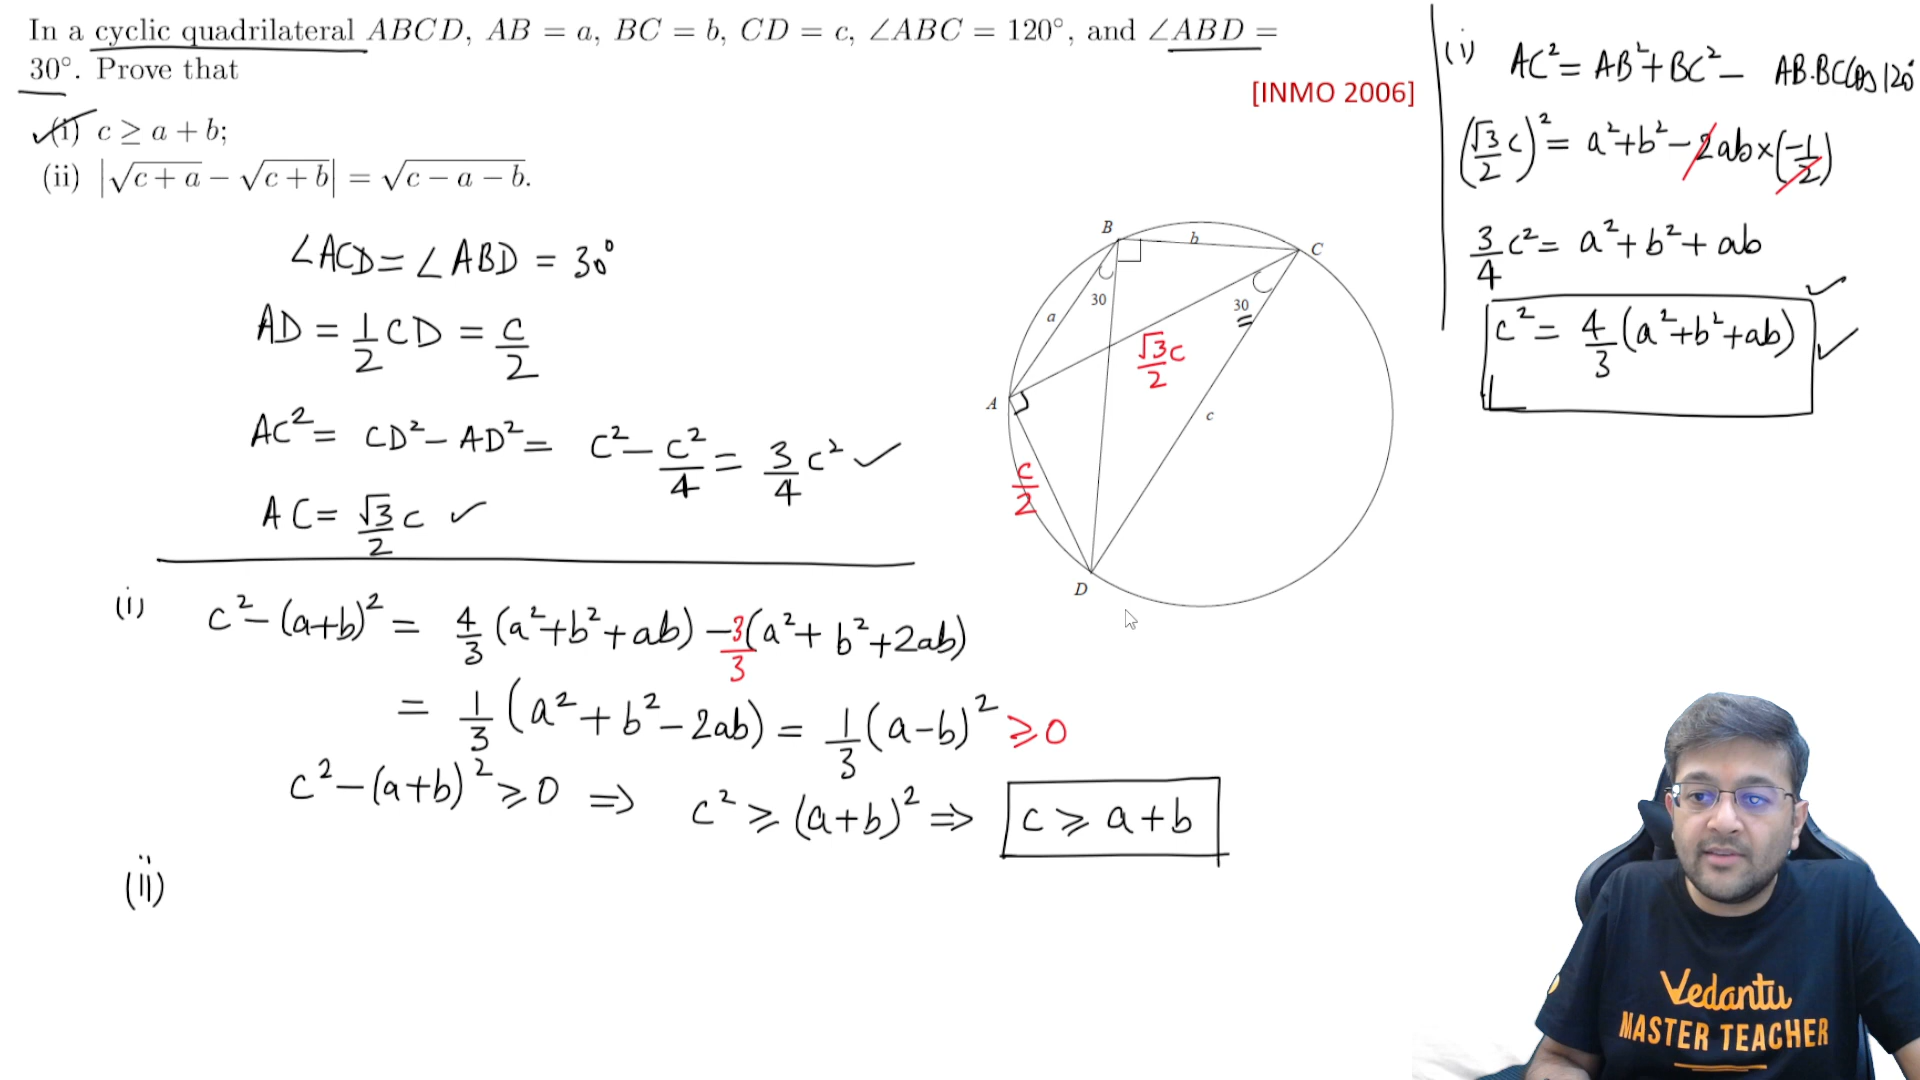 In a cyclic quadrilateral ABCD, AB = a, BC = b, CD = c, ∠ABC = 120°, and ∠ABD =
30°. Prove that
[INMO 2006]
(i) c ≥ a + b;
(ii) |√(c + a) − √(c + b)| = √(c − a − b).
∠ACD = ∠ABD = 30°
AD = 1/2 CD = c/2
AC² = CD² − AD² = c² − c²/4 = 3/4 c² ✓
AC = √3/2 c ✓
(i) c² − (a+b)² = 4/3 (a² + b² + ab) − 3/3 (a² + b² + 2ab)
= 1/3 (a² + b² − 2ab) = 1/3 (a−b)² ⩾ 0
c² − (a+b)² ⩾ 0 ⇒ c² ⩾ (a+b)² ⇒ c ⩾ a + b
(ii)
B
b
C
30
30
a
√3c/2
A
c
c/2
D
(i) AC² = AB² + BC² − AB.BC Cos 120°
(√3/2 c)² = a² + b² − 2ab × (−1/2)
3/4 c² = a² + b² + ab
✓
c² = 4/3 (a² + b² + ab) ✓
Vedantu
MASTER TEACHER